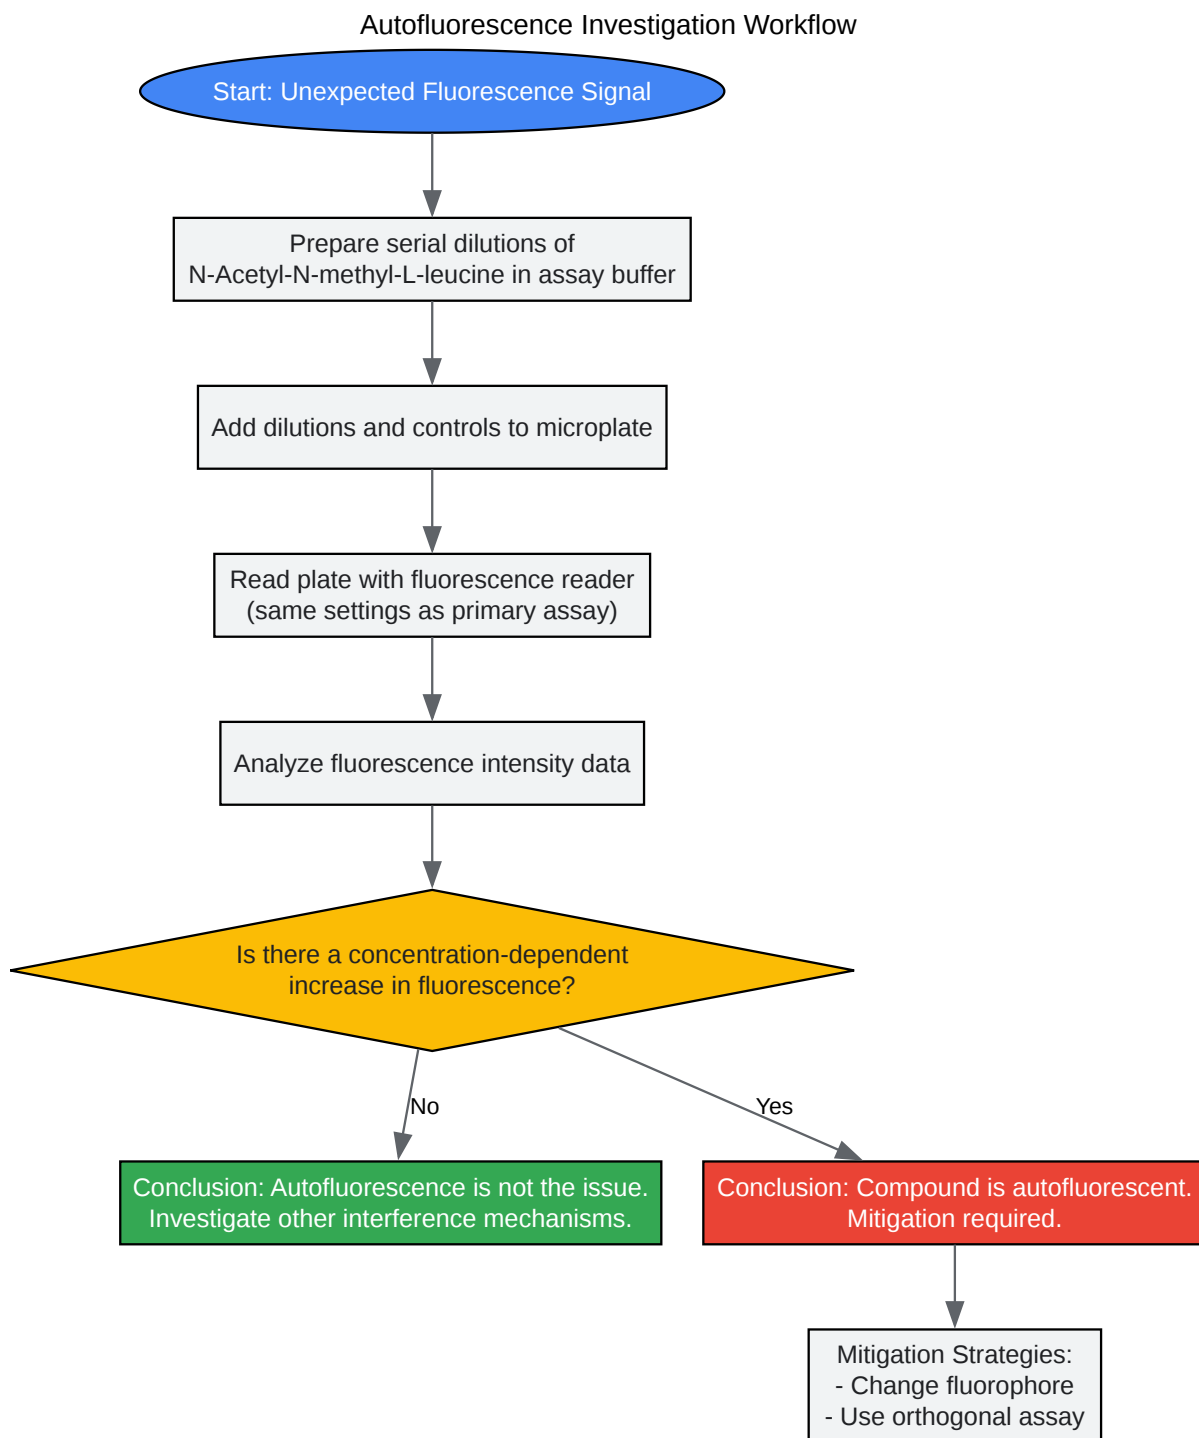 Autofluorescence Investigation Workflow
Start: Unexpected Fluorescence Signal
Prepare serial dilutions of
N-Acetyl-N-methyl-L-leucine in assay buffer
Add dilutions and controls to microplate
Read plate with fluorescence reader
(same settings as primary assay)
Analyze fluorescence intensity data
Is there a concentration-dependent
increase in fluorescence?
No
Yes
Conclusion: Autofluorescence is not the issue.
Investigate other interference mechanisms.
Conclusion: Compound is autofluorescent.
Mitigation required.
Mitigation Strategies:
- Change fluorophore
- Use orthogonal assay